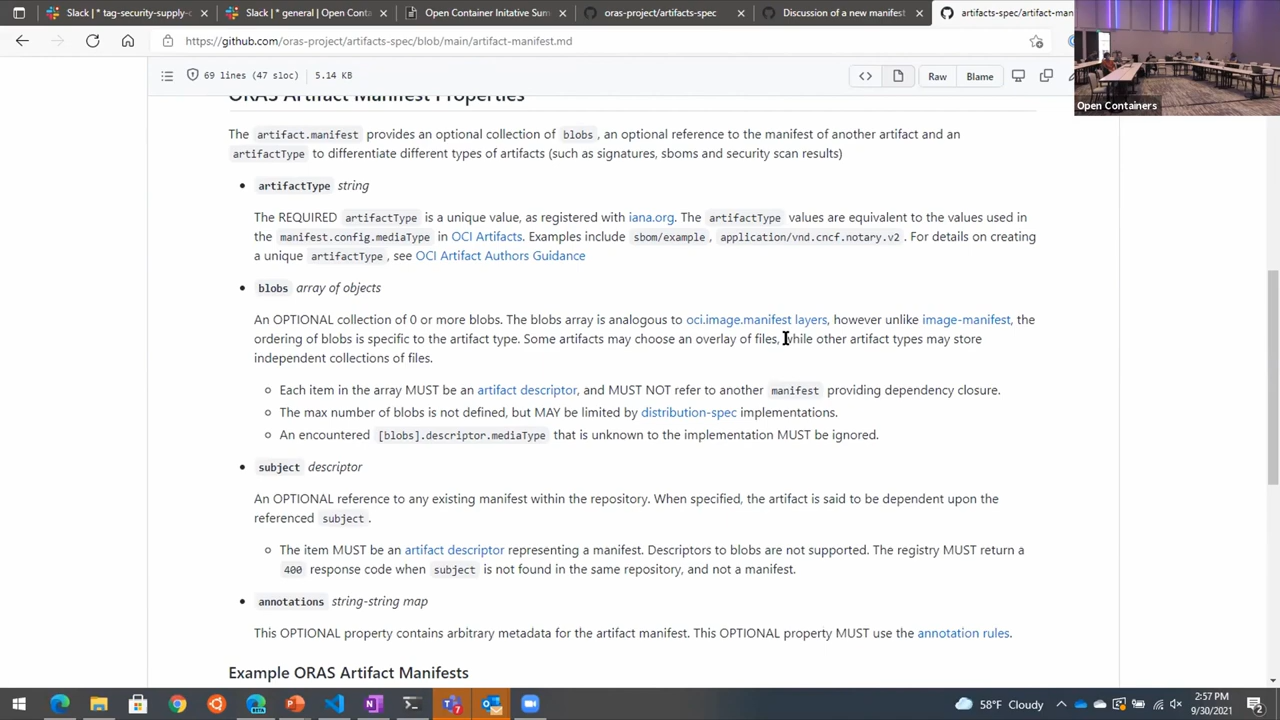 Slack | * tag-security-supply-c
Slack | * general | Open Cont
Open Container Initative Sum
oras-project/artifacts-spec
Discussion of a new manifest
artifacts-spec/artifact-man
https://github.com/oras-project/artifacts-spec/blob/main/artifact-manifest.md
Open Containers
69 lines (47 sloc) 5.14 KB
Raw Blame
ORAS Artifact Manifest Properties
The artifact.manifest provides an optional collection of blobs, an optional reference to the manifest of another artifact and an
artifactType to differentiate different types of artifacts (such as signatures, sboms and security scan results)
• artifactType string
The REQUIRED artifactType is a unique value, as registered with iana.org. The artifactType values are equivalent to the values used in
the manifest.config.mediaType in OCI Artifacts. Examples include sbom/example, application/vnd.cncf.notary.v2. For details on creating
a unique artifactType, see OCI Artifact Authors Guidance
• blobs array of objects
An OPTIONAL collection of 0 or more blobs. The blobs array is analogous to oci.image.manifest layers, however unlike image-manifest, the
ordering of blobs is specific to the artifact type. Some artifacts may choose an overlay of files, while other artifact types may store
independent collections of files.
Each item in the array MUST be an artifact descriptor, and MUST NOT refer to another manifest providing dependency closure.
The max number of blobs is not defined, but MAY be limited by distribution-spec implementations.
An encountered [blobs].descriptor.mediaType that is unknown to the implementation MUST be ignored.
• subject descriptor
An OPTIONAL reference to any existing manifest within the repository. When specified, the artifact is said to be dependent upon the
referenced subject.
The item MUST be an artifact descriptor representing a manifest. Descriptors to blobs are not supported. The registry MUST return a
400 response code when subject is not found in the same repository, and not a manifest.
• annotations string-string map
This OPTIONAL property contains arbitrary metadata for the artifact manifest. This OPTIONAL property MUST use the annotation rules.
Example ORAS Artifact Manifests
58°F Cloudy
2:57 PM
9/30/2021